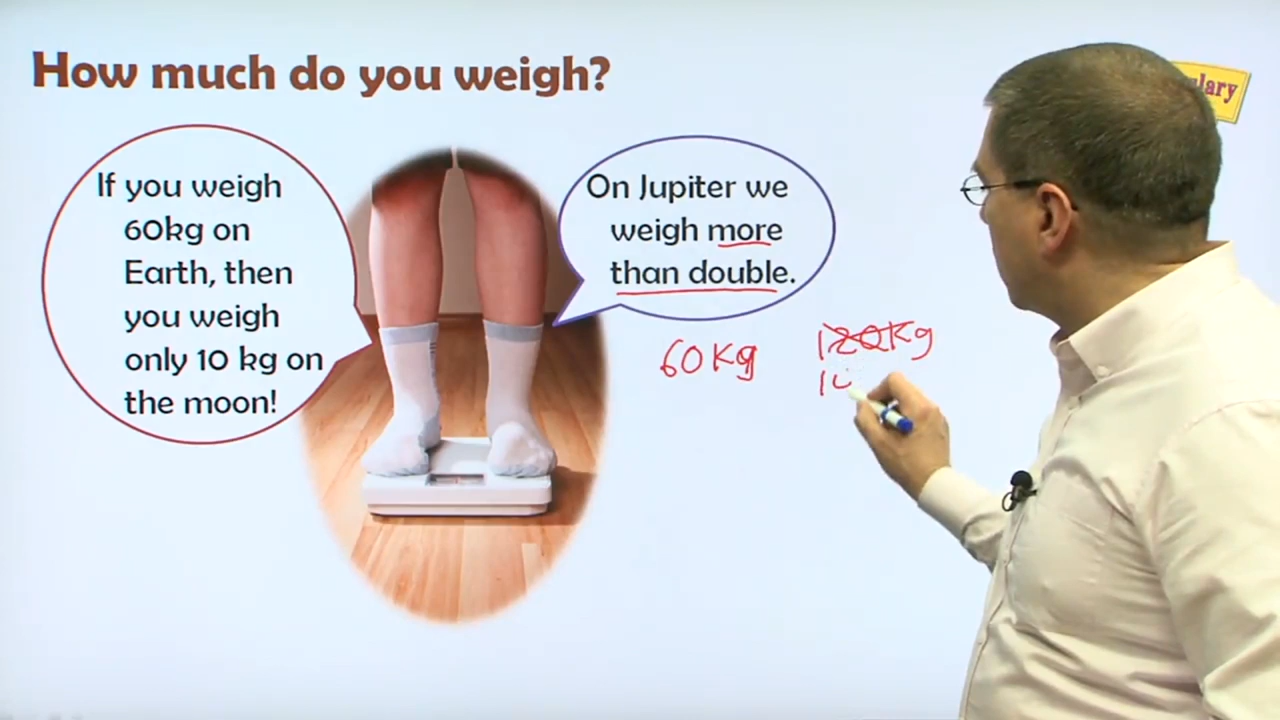 How much do you weigh?
If you weigh
60kg on
Earth, then
you weigh
only 10 kg on
the moon!
On Jupiter we
weigh more
than double.
60Kg
120Kg